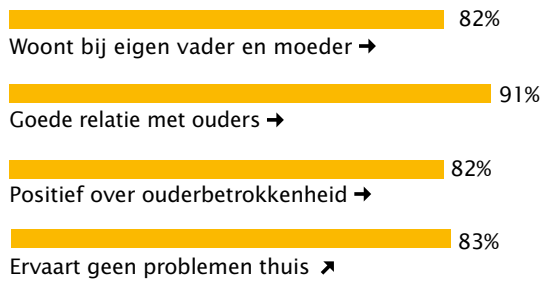 82%
Woont bij eigen vader en moeder ➔
91%
Goede relatie met ouders ➔
82%
Positief over ouderbetrokkenheid ➔
83%
Ervaart geen problemen thuis ➚